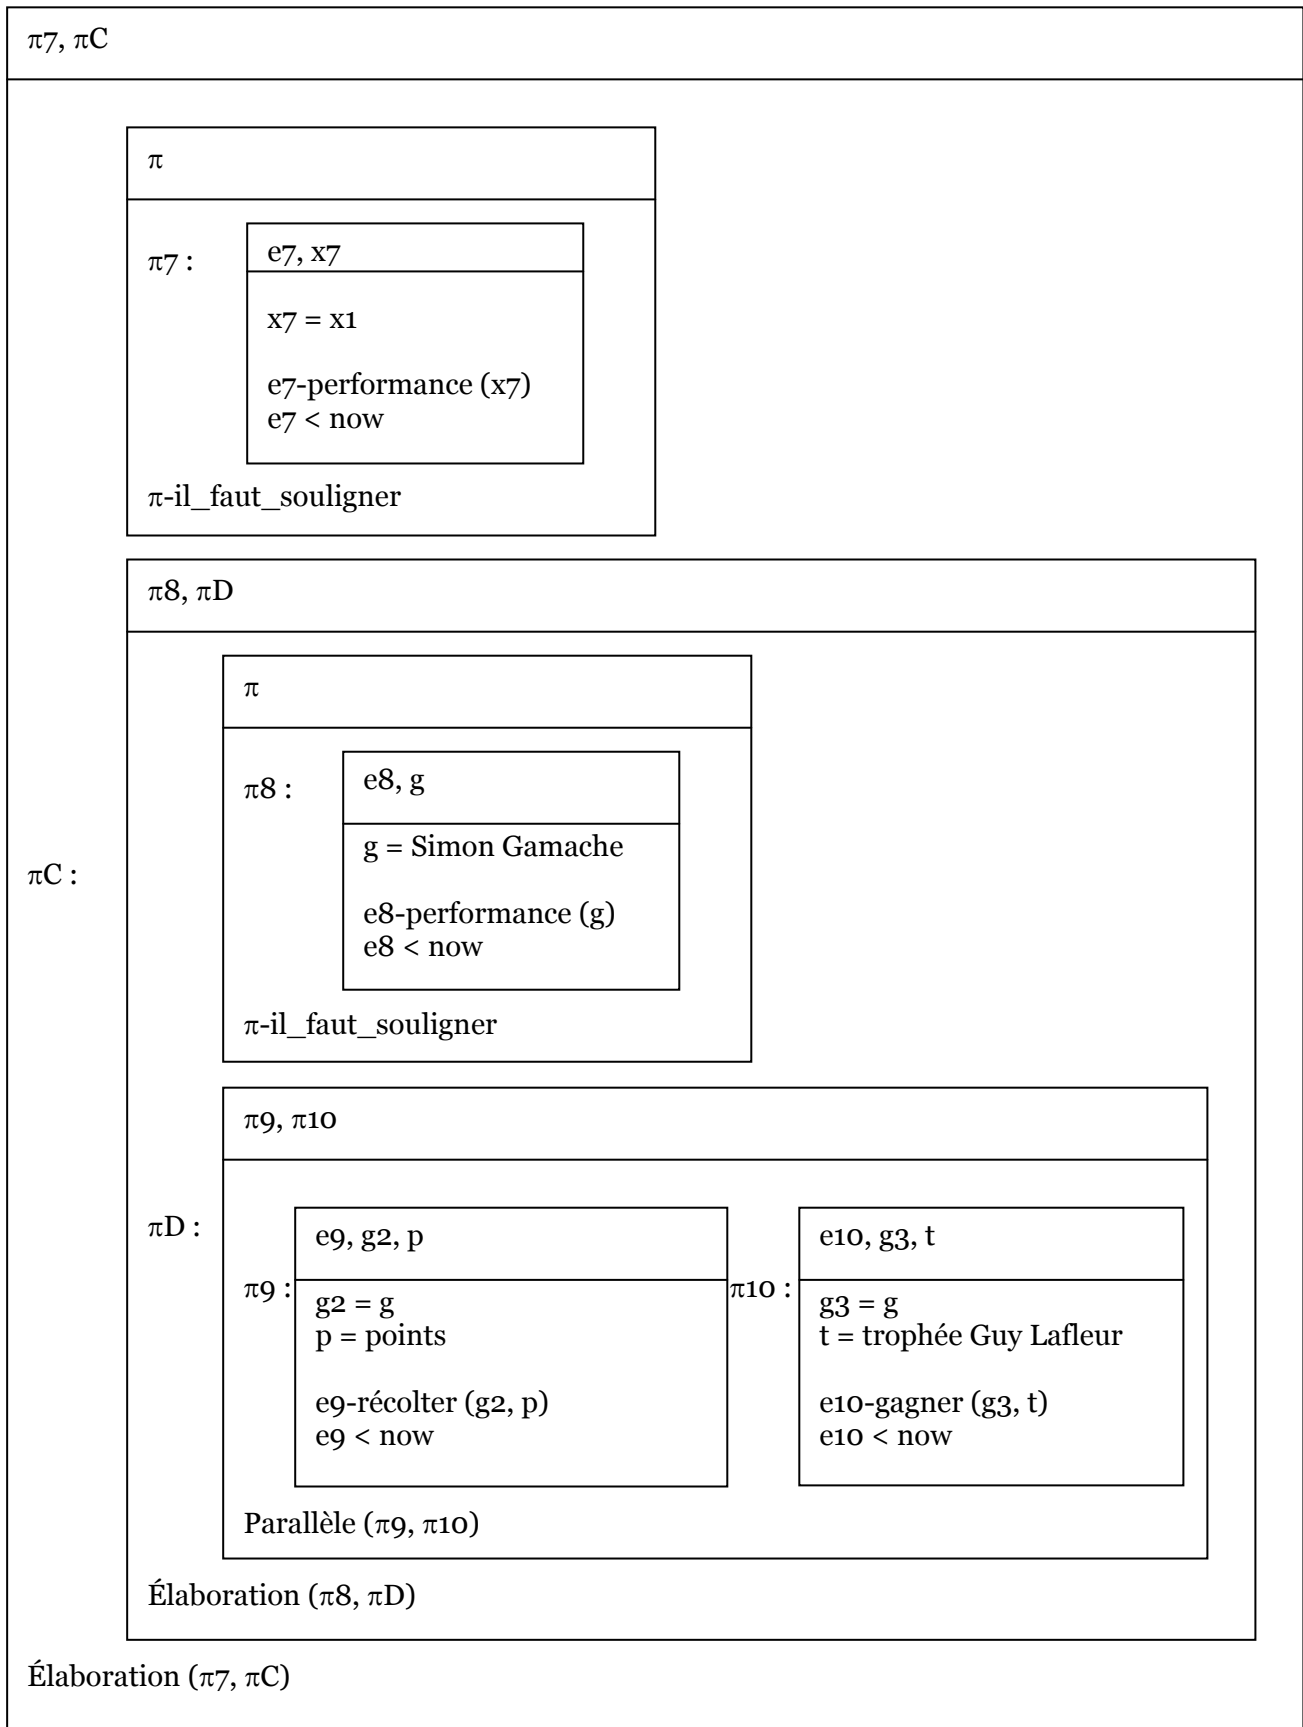 π7, πC
π
π7 :
e7, x7
x7 = x1
e7-performance (x7)
e7 < now
π-il_faut_souligner
πC :
π8, πD
π
π8 :
e8, g
g = Simon Gamache
e8-performance (g)
e8 < now
π-il_faut_souligner
πD :
π9, π10
π9 :
e9, g2, p
g2 = g
p = points
e9-récolter (g2, p)
e9 < now
π10 :
e10, g3, t
g3 = g
t = trophée Guy Lafleur
e10-gagner (g3, t)
e10 < now
Parallèle (π9, π10)
Élaboration (π8, πD)
Élaboration (π7, πC)